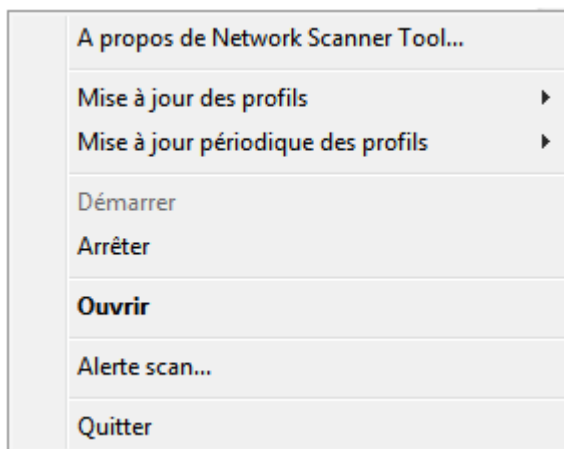 A propos de Network Scanner Tool...
Mise à jour des profils
Mise à jour périodique des profils
Démarrer
Arrêter
Ouvrir
Alerte scan...
Quitter